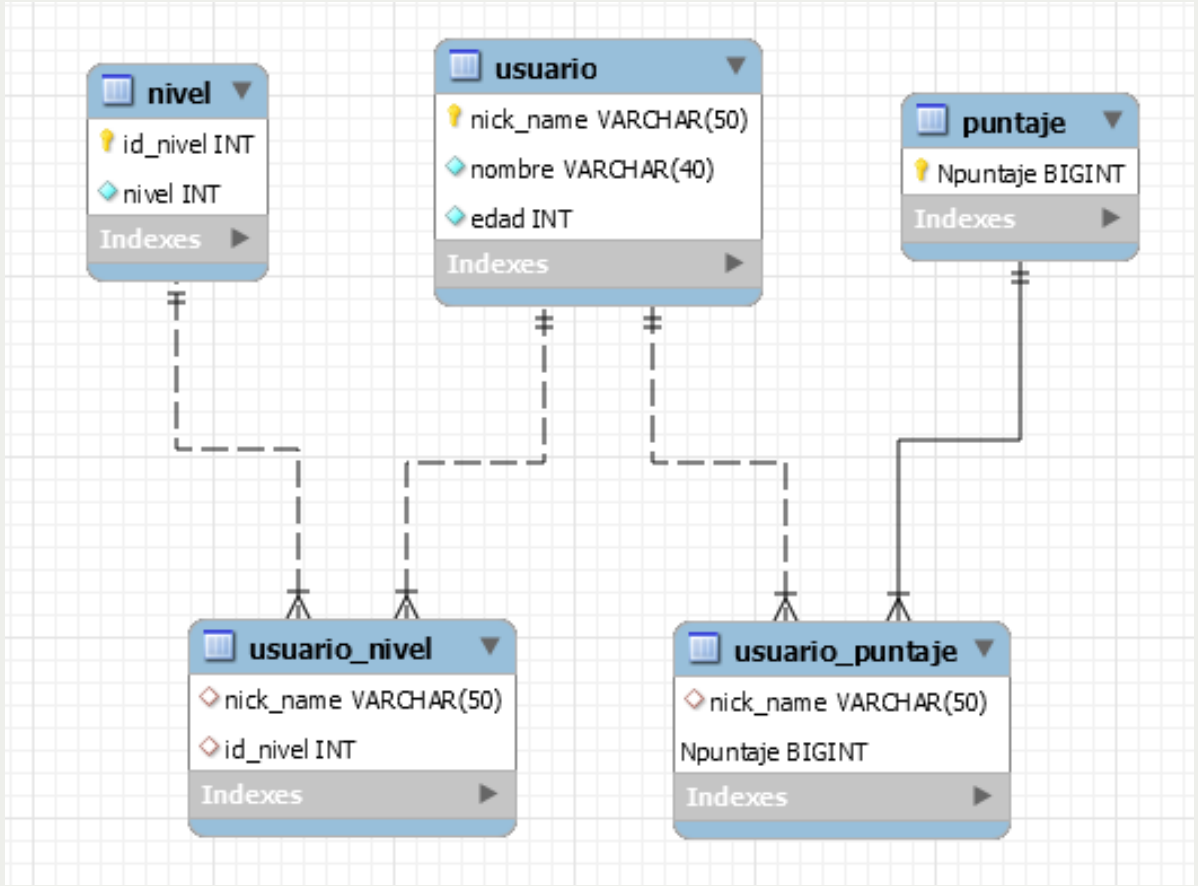 nivel
id_nivel INT
nivel INT
Indexes
usuario
nick_name VARCHAR(50)
nombre VARCHAR(40)
edad INT
Indexes
puntaje
Npuntaje BIGINT
Indexes
usuario_nivel
nick_name VARCHAR(50)
id_nivel INT
Indexes
usuario_puntaje
nick_name VARCHAR(50)
Npuntaje BIGINT
Indexes